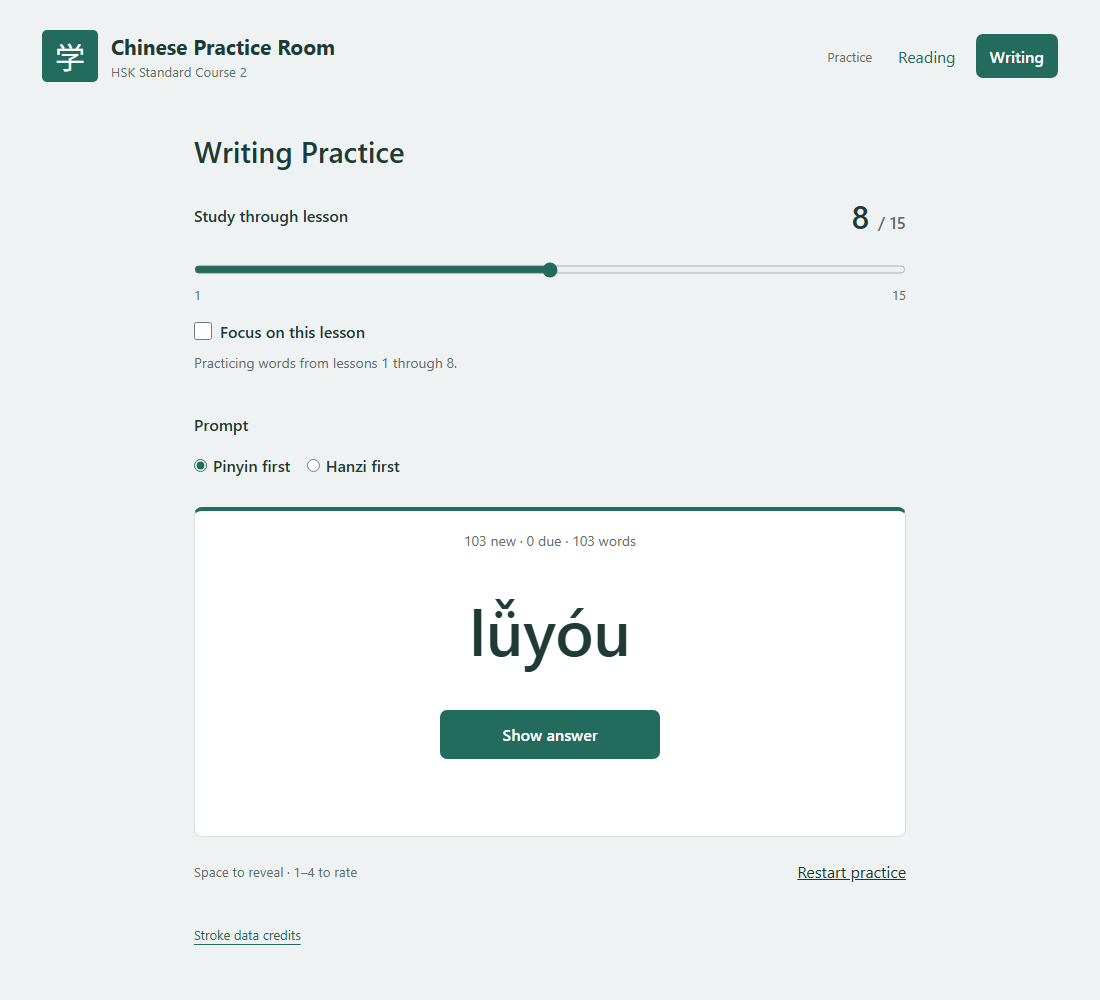 学
Chinese Practice Room
HSK Standard Course 2
Practice
Reading
Writing
Writing Practice
Study through lesson
8 / 15
1
15
Focus on this lesson
Practicing words from lessons 1 through 8.
Prompt
Pinyin first
Hanzi first
103 new · 0 due · 103 words
lǚyóu
Show answer
Space to reveal · 1–4 to rate
Restart practice
Stroke data credits